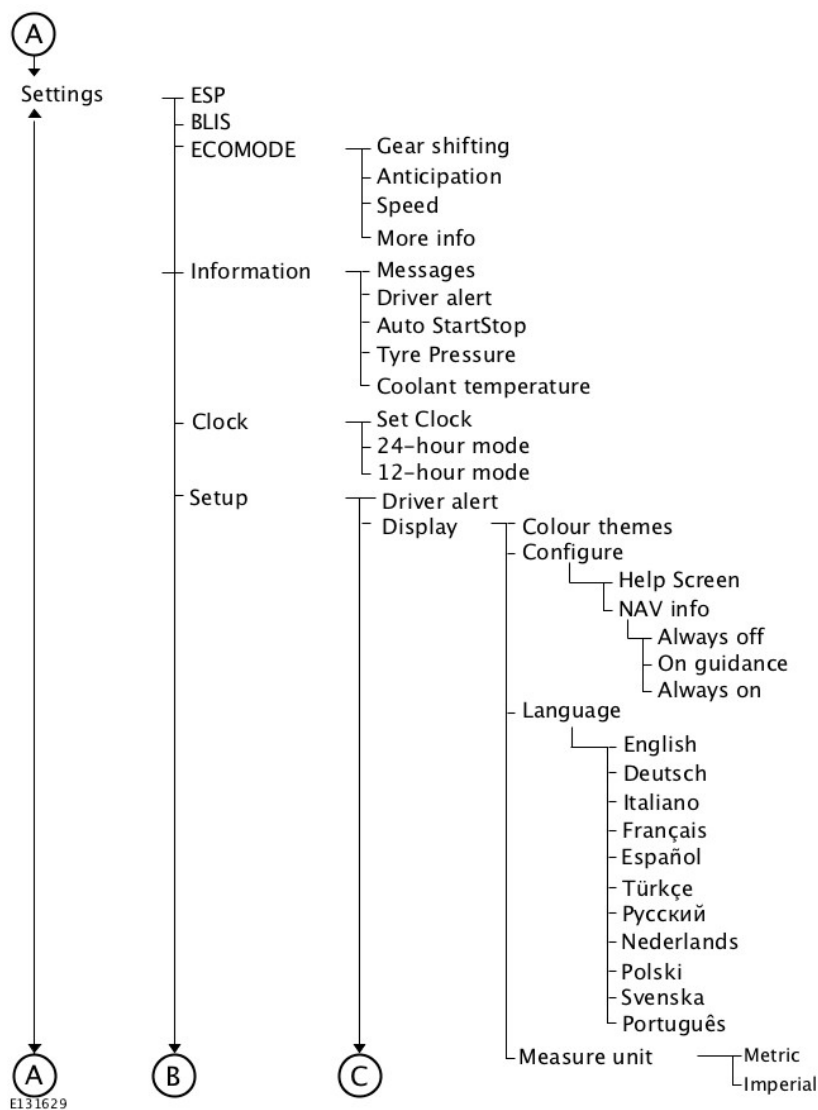 A
Settings
ESP
BLIS
ECOMODE
Gear shifting
Anticipation
Speed
More info
Information
Messages
Driver alert
Auto StartStop
Tyre Pressure
Coolant temperature
Clock
Set Clock
24-hour mode
12-hour mode
Setup
Driver alert
Display
Colour themes
Configure
Help Screen
NAV info
Always off
On guidance
Always on
Language
English
Deutsch
Italiano
Français
Español
Türkçe
Русский
Nederlands
Polski
Svenska
Português
Measure unit
Metric
Imperial
A
B
C
E131629